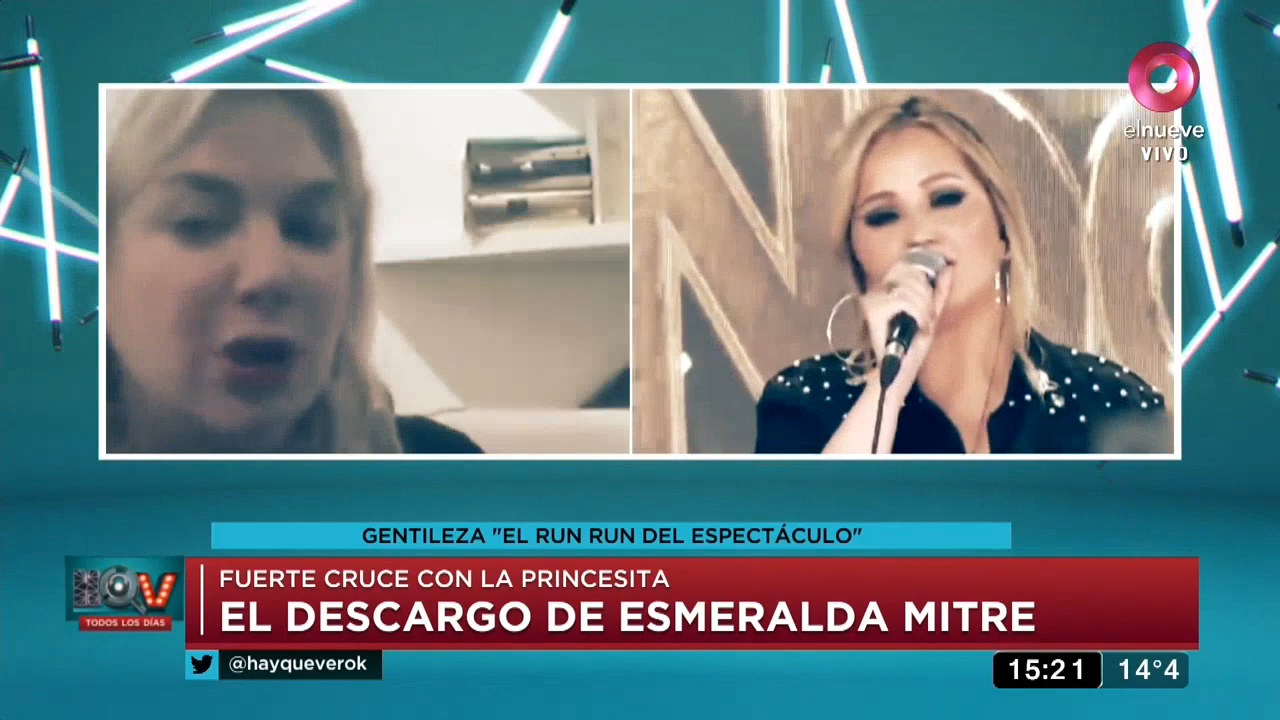 elnueve
VIVO
GENTILEZA "EL RUN RUN DEL ESPECTÁCULO"
FUERTE CRUCE CON LA PRINCESITA
EL DESCARGO DE ESMERALDA MITRE
HQV
TODOS LOS DÍAS
@hayqueverok
15:21 14°4